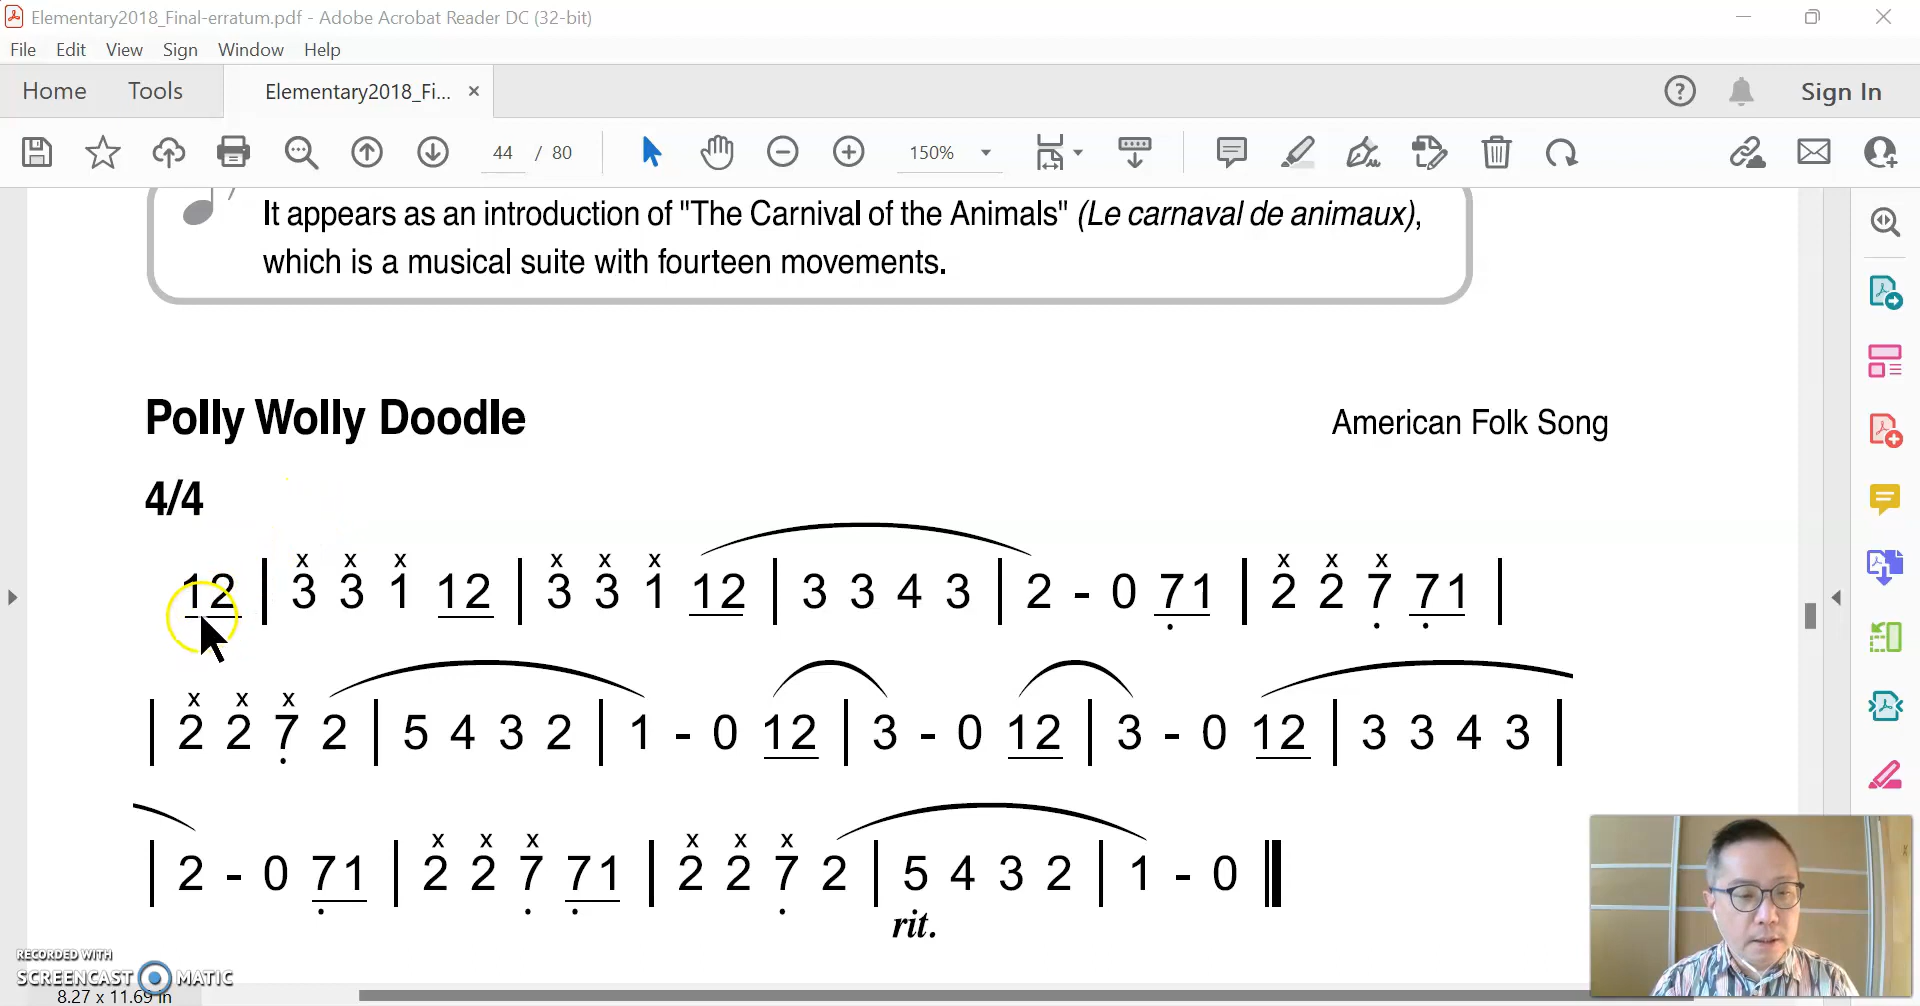 Elementary2018_Final-erratum.pdf - Adobe Acrobat Reader DC (32-bit)
File Edit View Sign Window Help
Home Tools Elementary2018_Fi... × Sign In
44 / 80 150%
It appears as an introduction of "The Carnival of the Animals" (Le carnaval de animaux),
which is a musical suite with fourteen movements.
Polly Wolly Doodle American Folk Song
4/4
x x x x x x x x x
12 | 3 3 1 12 | 3 3 1 12 | 3 3 4 3 | 2 - 0 71 | 2 2 7 71 |
x x x
| 2 2 7 2 | 5 4 3 2 | 1 - 0 12 | 3 - 0 12 | 3 - 0 12 | 3 3 4 3 |
x x x x x x
| 2 - 0 71 | 2 2 7 71 | 2 2 7 2 | 5 4 3 2 | 1 - 0 ||
rit.
RECORDED WITH
SCREENCAST MATIC
8.27 x 11.69 in